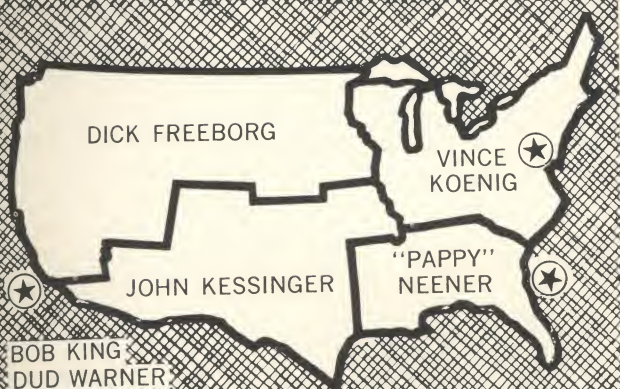 DICK FREEBORG
VINCE
KOENIG
JOHN KESSINGER
"PAPPY"
NEENER
BOB KING
DUD WARNER